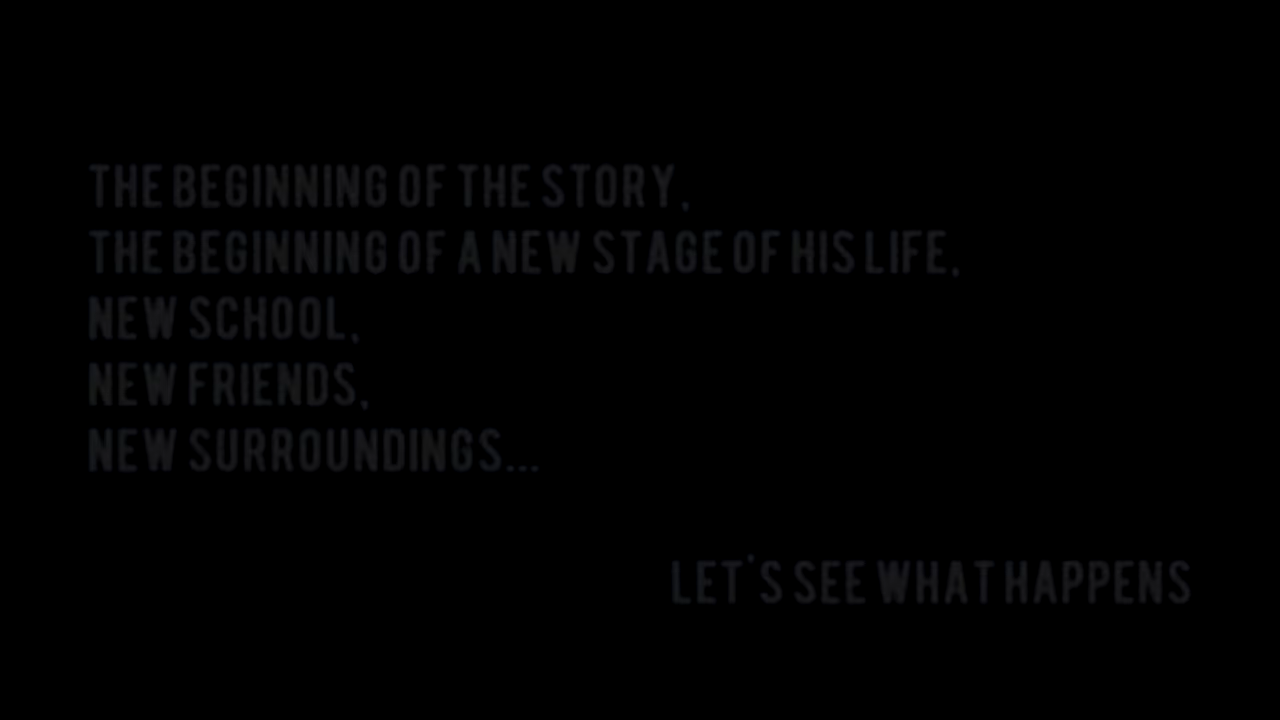 THE BEGINNING OF THE STORY,
THE BEGINNING OF A NEW STAGE OF HIS LIFE,
NEW SCHOOL,
NEW FRIENDS,
NEW SURROUNDINGS...
LET'S SEE WHAT HAPPENS